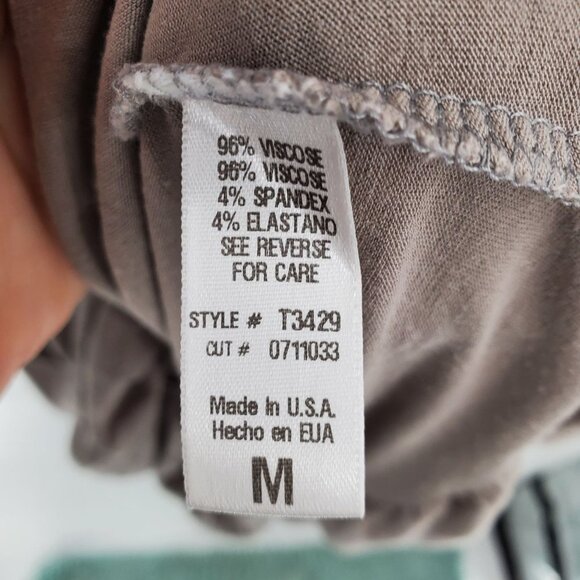 96% VISCOSE
96% VISCOSE
4% SPANDEX
4% ELASTANO
SEE REVERSE
FOR CARE
STYLE # T3429
CUT # 0711033
Made in U.S.A.
Hecho en EUA
M